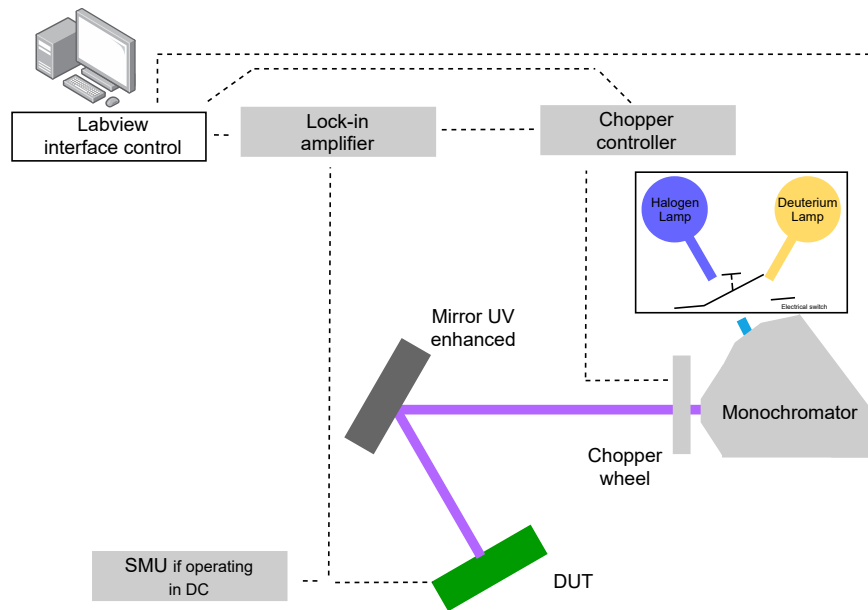 Labview
interface control
Lock-in
amplifier
Chopper
controller
Halogen
Lamp
Deuterium
Lamp
Electrical switch
Mirror UV
enhanced
Monochromator
Chopper
wheel
SMU if operating
in DC
DUT